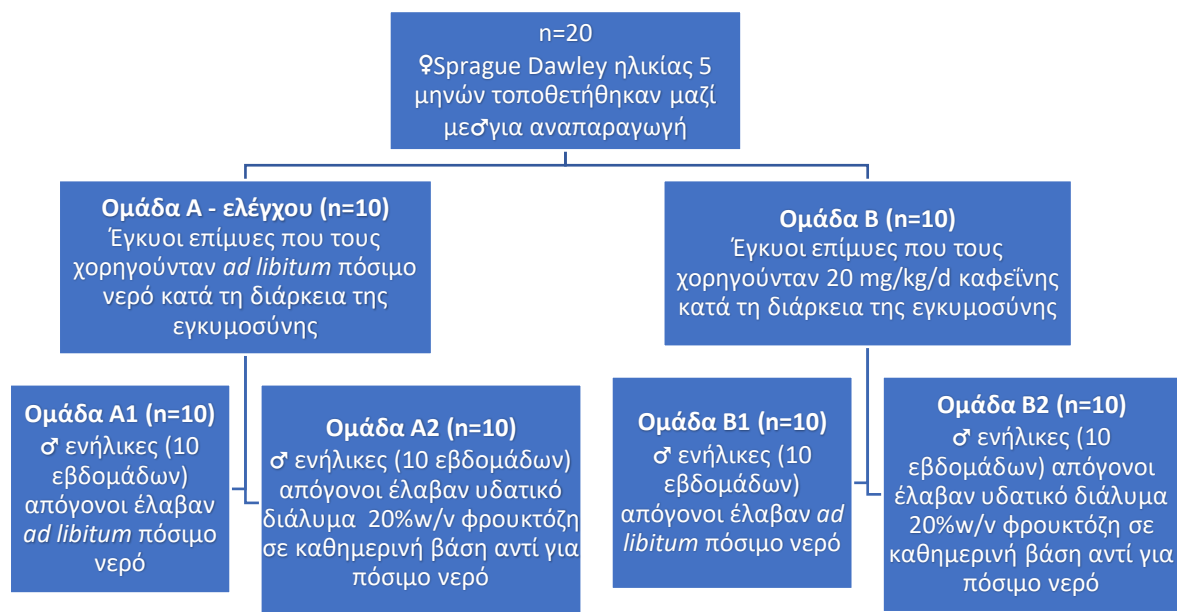 n=20
♀Sprague Dawley ηλικίας 5
μηνών τοποθετήθηκαν μαζί
με♂για αναπαραγωγή
Ομάδα Α - ελέγχου (n=10)
Έγκυοι επίμυες που τους
χορηγούνταν ad libitum πόσιμο
νερό κατά τη διάρκεια της
εγκυμοσύνης
Ομάδα Β (n=10)
Έγκυοι επίμυες που τους
χορηγούνταν 20 mg/kg/d καφεΐνης
κατά τη διάρκεια της εγκυμοσύνης
Ομάδα Α1 (n=10)
♂ ενήλικες (10
εβδομάδων)
απόγονοι έλαβαν
ad libitum πόσιμο
νερό
Ομάδα Α2 (n=10)
♂ ενήλικες (10 εβδομάδων)
απόγονοι έλαβαν υδατικό
διάλυμα 20%w/v φρουκτόζη
σε καθημερινή βάση αντί για
πόσιμο νερό
Ομάδα Β1 (n=10)
♂ ενήλικες (10
εβδομάδων)
απόγονοι έλαβαν ad
libitum πόσιμο νερό
Ομάδα Β2 (n=10)
♂ ενήλικες (10
εβδομάδων) απόγονοι
έλαβαν υδατικό διάλυμα
20%w/v φρουκτόζη σε
καθημερινή βάση αντί για
πόσιμο νερό